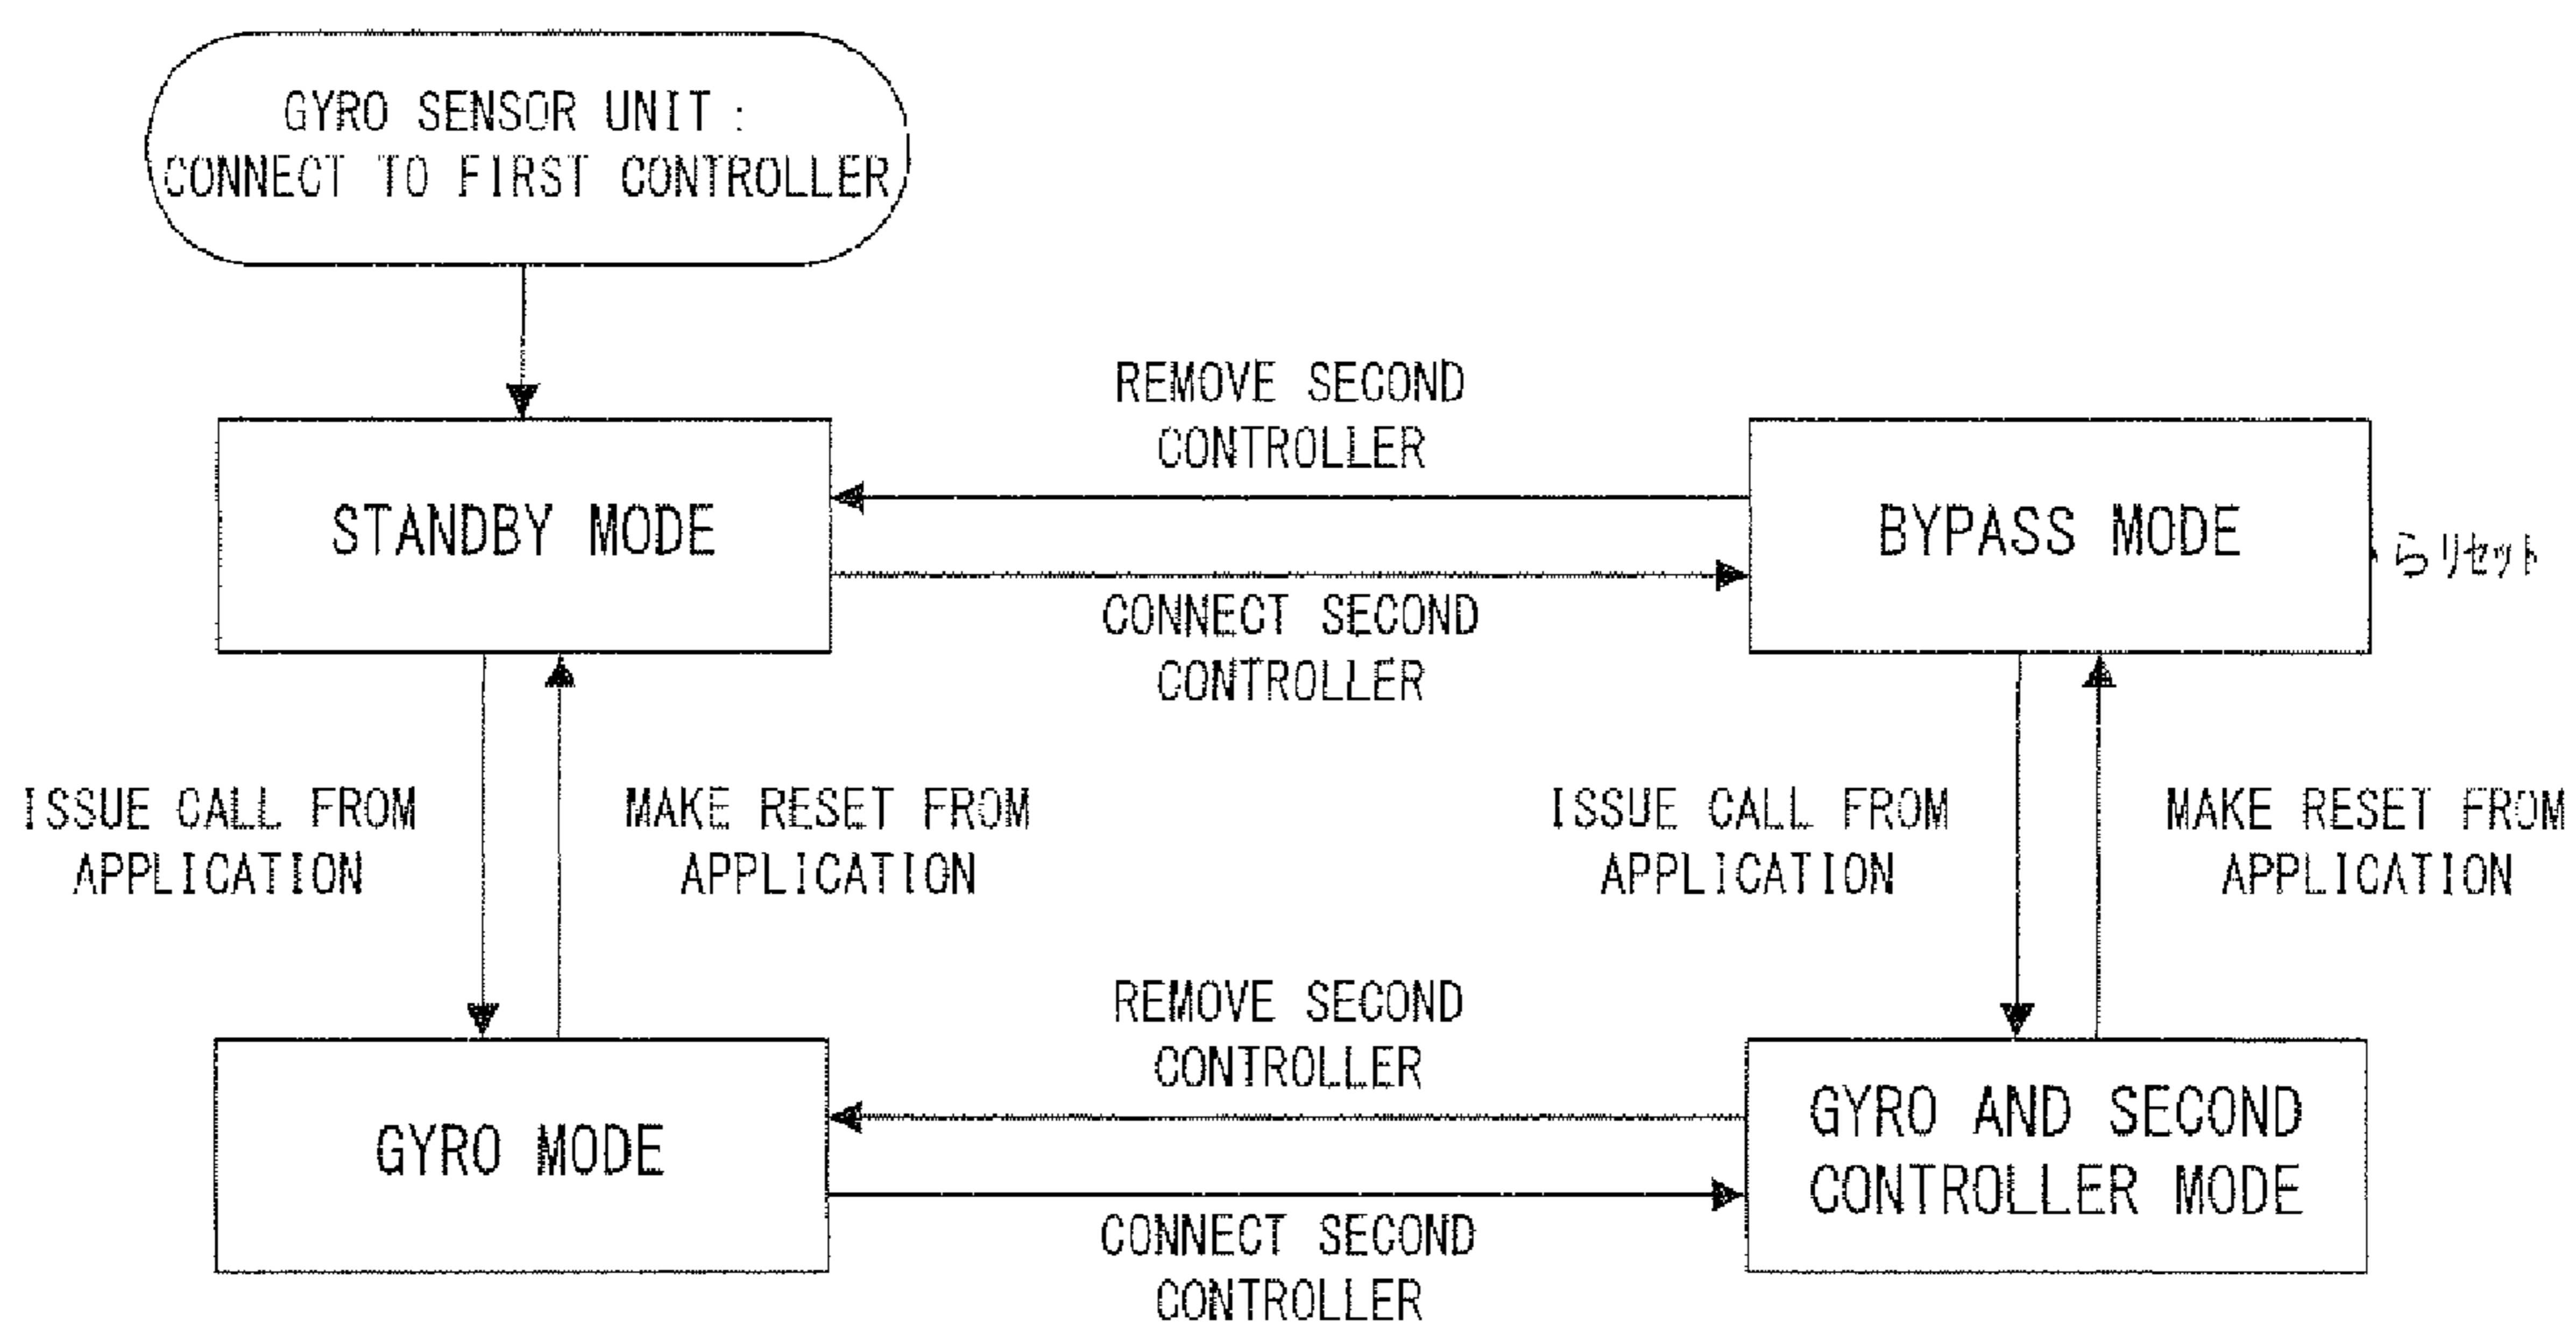 GYRO SENSOR UNIT:
CONNECT TO FIRST CONTROLLER
REMOVE SECOND
CONTROLLER
STANDBY MODE
BYPASS MODE
らリセット
CONNECT SECOND
CONTROLLER
ISSUE CALL FROM
APPLICATION
MAKE RESET FROM
APPLICATION
ISSUE CALL FROM
APPLICATION
MAKE RESET FROM
APPLICATION
REMOVE SECOND
CONTROLLER
GYRO MODE
GYRO AND SECOND
CONTROLLER MODE
CONNECT SECOND
CONTROLLER